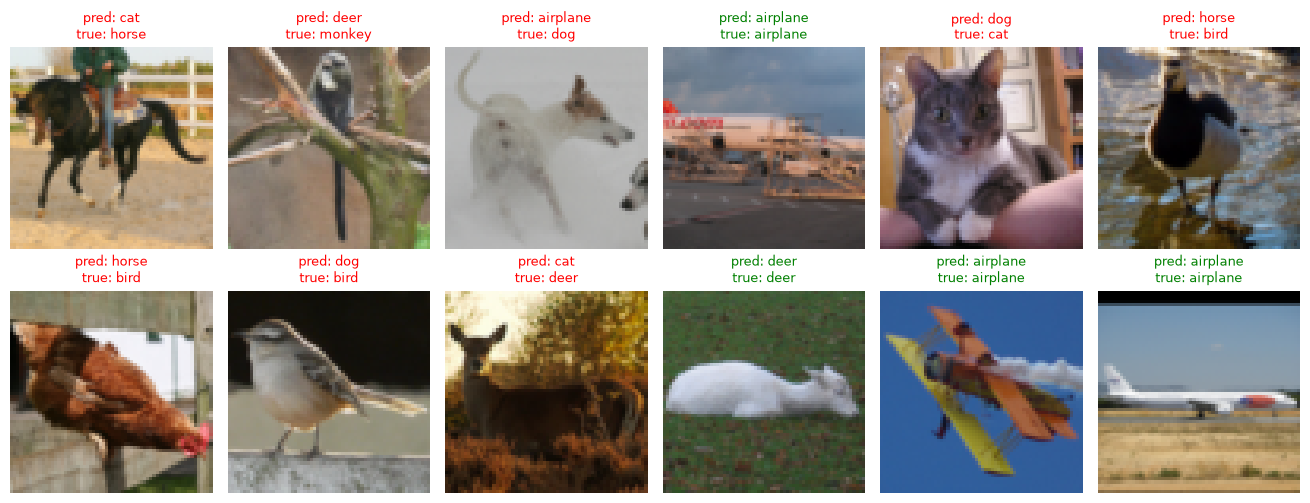 pred: cat
true: horse
pred: deer
true: monkey
pred: airplane
true: dog
pred: airplane
true: airplane
pred: dog
true: cat
pred: horse
true: bird
pred: horse
true: bird
pred: dog
true: bird
pred: cat
true: deer
pred: deer
true: deer
pred: airplane
true: airplane
pred: airplane
true: airplane